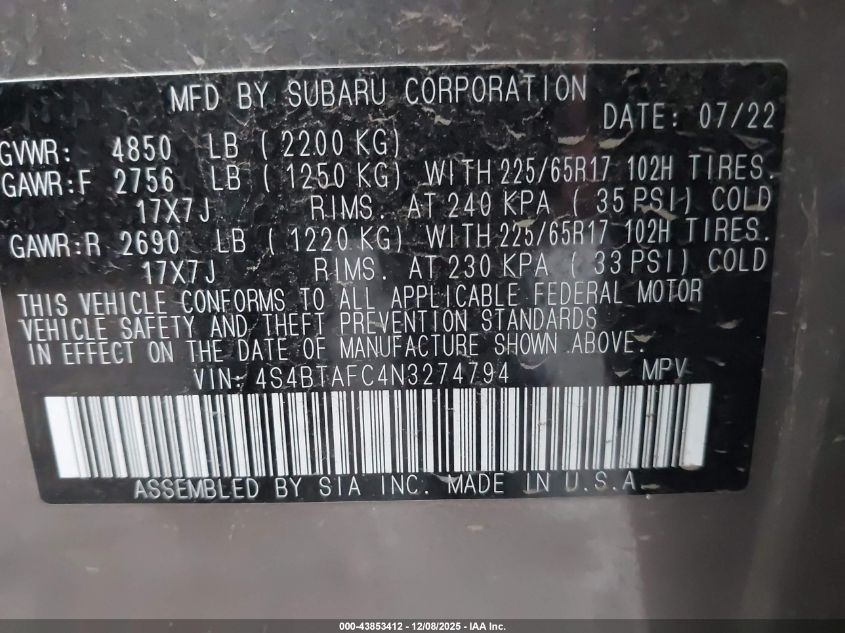 MFD BY SUBARU CORPORATION
DATE: 07/22
GVWR: 4850 LB ( 2200 KG)
GAWR:F 2756 LB ( 1250 KG) WITH 225/65R17 102H TIRES.
17X7J RIMS. AT 240 KPA ( 35 PSI) COLD
GAWR:R 2690 LB ( 1220 KG) WITH 225/65R17 102H TIRES.
17X7J RIMS. AT 230 KPA ( 33 PSI) COLD
THIS VEHICLE CONFORMS TO ALL APPLICABLE FEDERAL MOTOR
VEHICLE SAFETY AND THEFT PREVENTION STANDARDS
IN EFFECT ON THE DATE OF MANUFACTURE SHOWN ABOVE.
VIN: 4S4BTAFC4N3274794 MPV
ASSEMBLED BY SIA INC. MADE IN U.S.A.
000-43853412 - 12/08/2025 - IAA Inc.